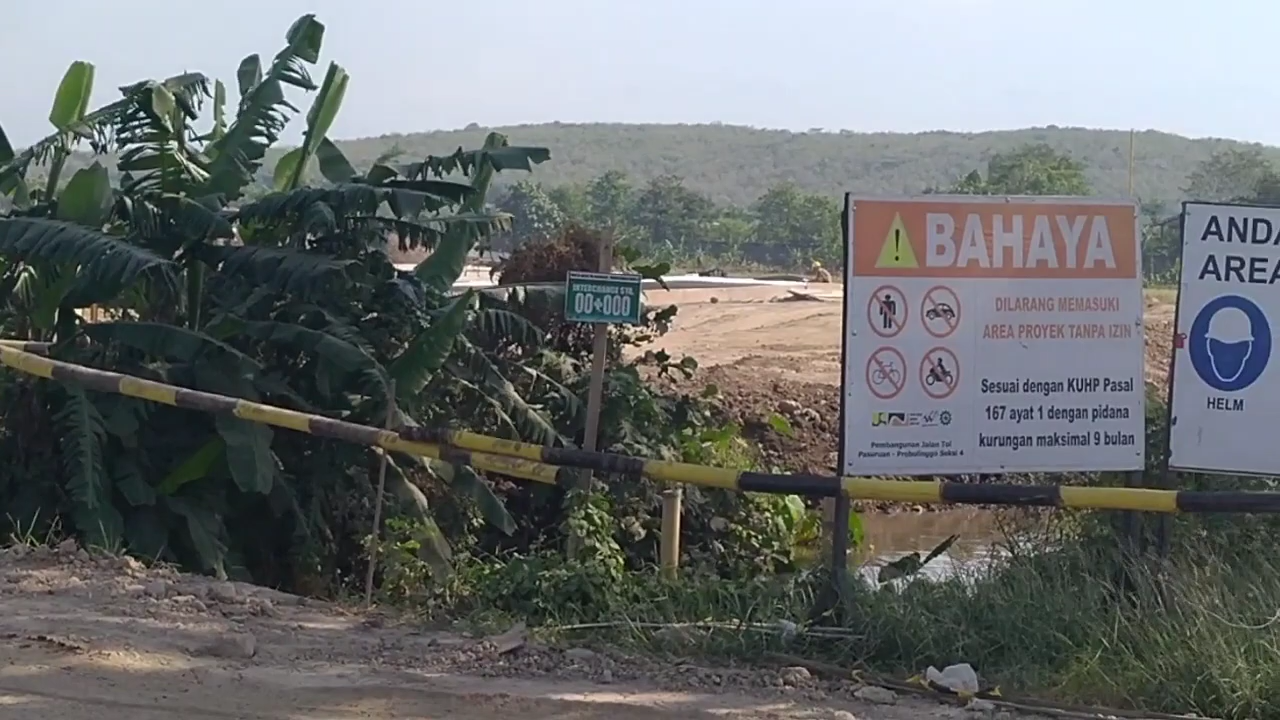 INTERCHANGE STA.
00+000
BAHAYA
DILARANG MEMASUKI
AREA PROYEK TANPA IZIN
Sesuai dengan KUHP Pasal
167 ayat 1 dengan pidana
kurungan maksimal 9 bulan
Pembangunan Jalan Tol
Pasuruan - Probolinggo Seksi 4
ANDA
AREA
HELM